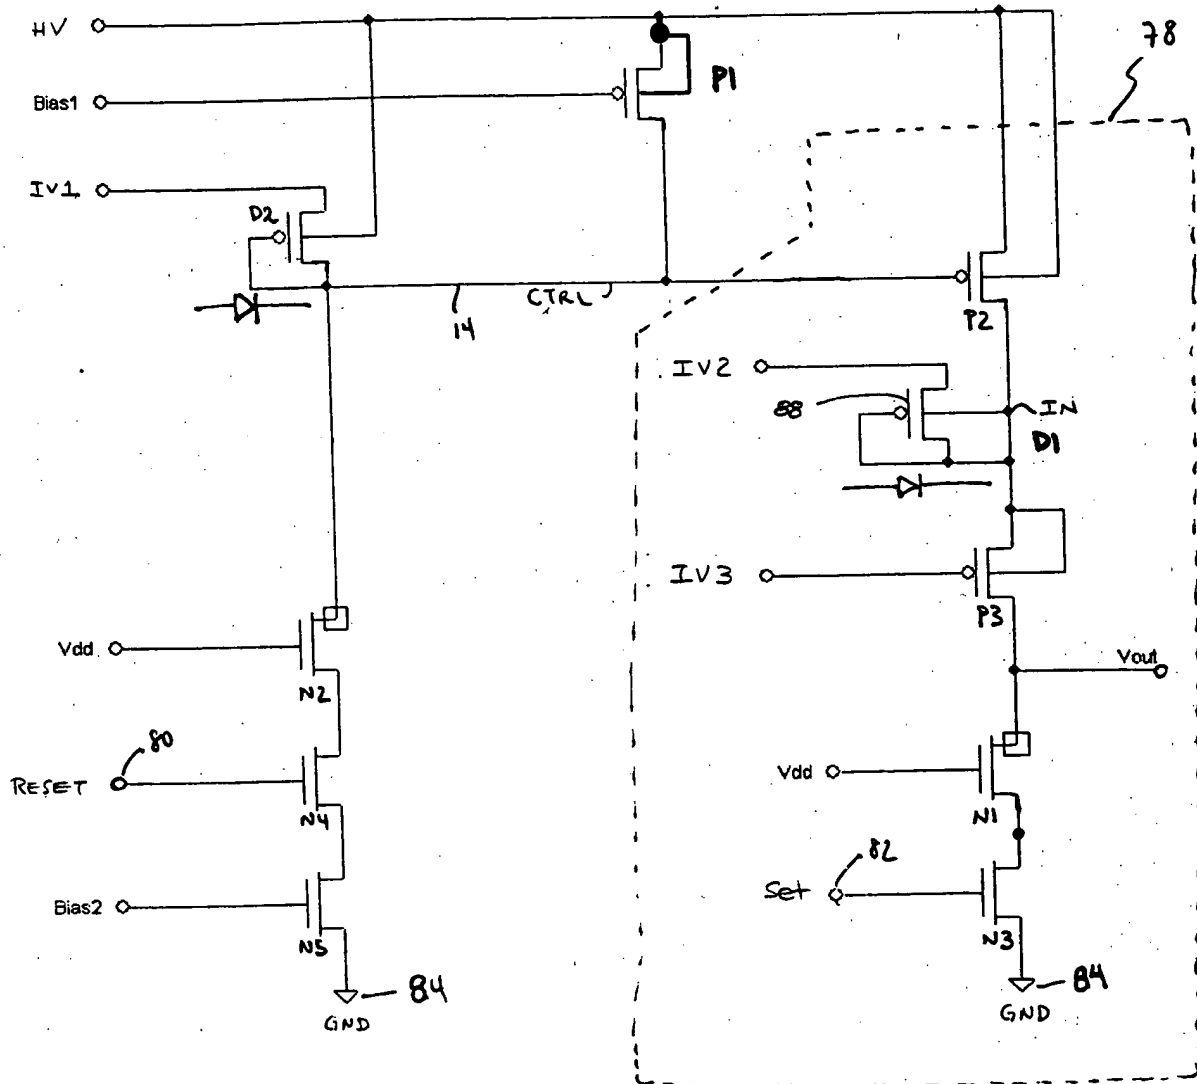 HV
78
P1
Bias1
IV1
D2
CTRL
14
P2
IV2
88
IN
D1
IV3
P3
Vdd
Vout
N2
80
RESET
Vdd
N4
N1
82
Set
Bias2
N5
N3
84
84
GND
GND